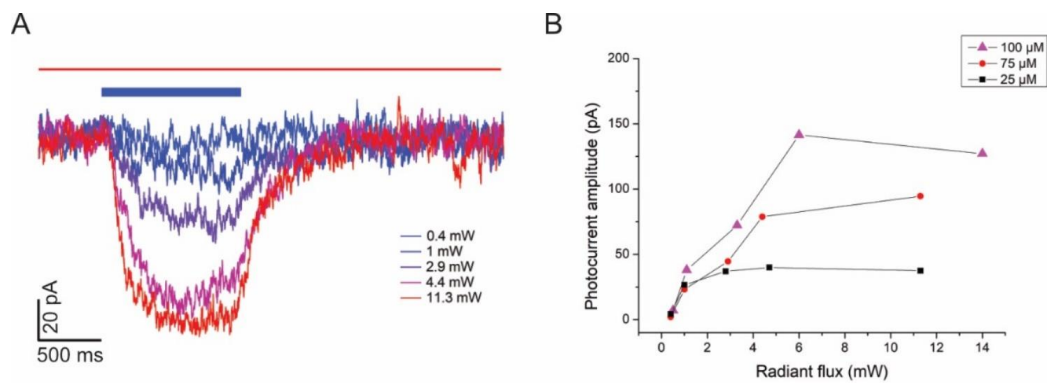 A
20 pA
500 ms
0.4 mW
1 mW
2.9 mW
4.4 mW
11.3 mW
B
100 µM
75 µM
25 µM
Photocurrent amplitude (pA)
200
150
100
50
0
0 2 4 6 8 10 12 14
Radiant flux (mW)